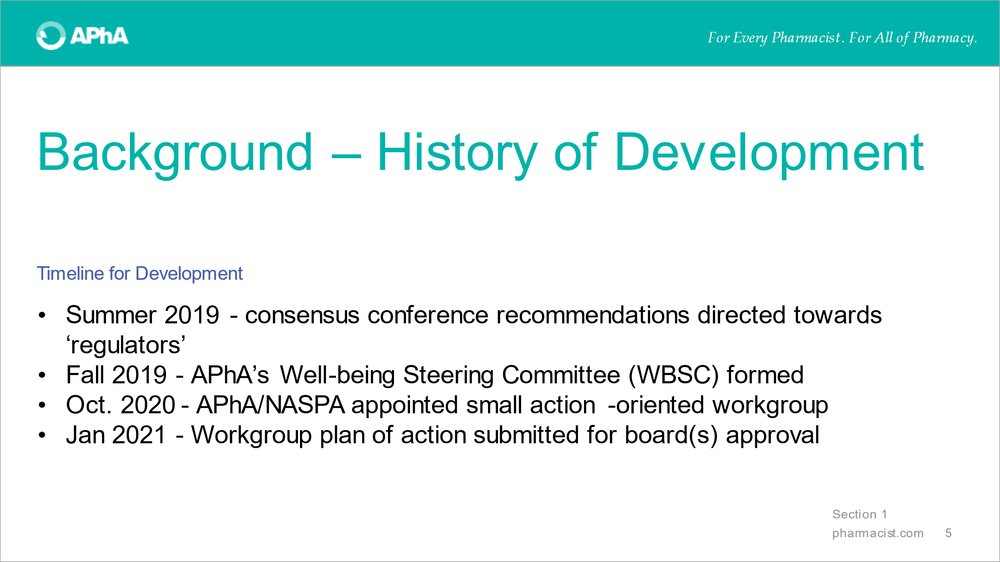 APhA
For Every Pharmacist. For All of Pharmacy.
Background – History of Development
Timeline for Development
• Summer 2019 - consensus conference recommendations directed towards
‘regulators’
• Fall 2019 - APhA’s Well-being Steering Committee (WBSC) formed
• Oct. 2020 - APhA/NASPA appointed small action -oriented workgroup
• Jan 2021 - Workgroup plan of action submitted for board(s) approval
Section 1
pharmacist.com 5